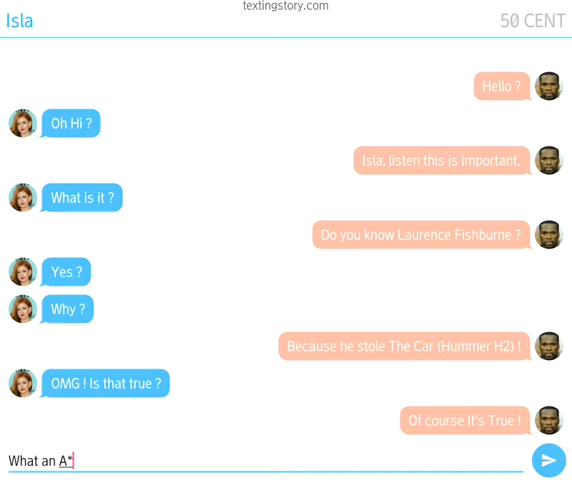 textingstory.com
Isla
50 CENT
Hello ?
Oh Hi ?
Isla, listen this is important.
What is it ?
Do you know Laurence Fishburne ?
Yes ?
Why ?
Because he stole The Car (Hummer H2) !
OMG ! Is that true ?
Of course It's True !
What an A*